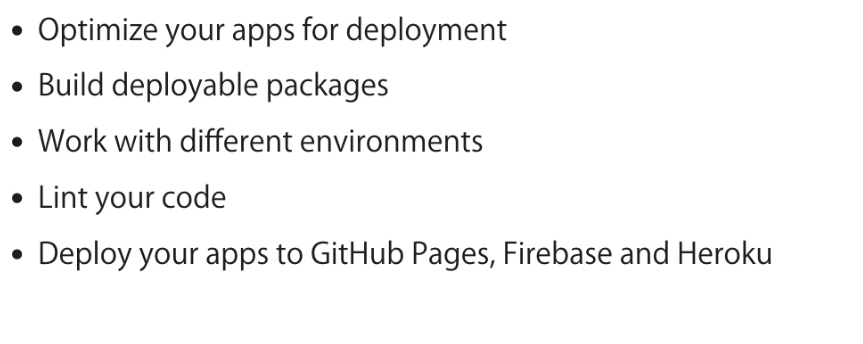 • Optimize your apps for deployment
• Build deployable packages
• Work with different environments
• Lint your code
• Deploy your apps to GitHub Pages, Firebase and Heroku